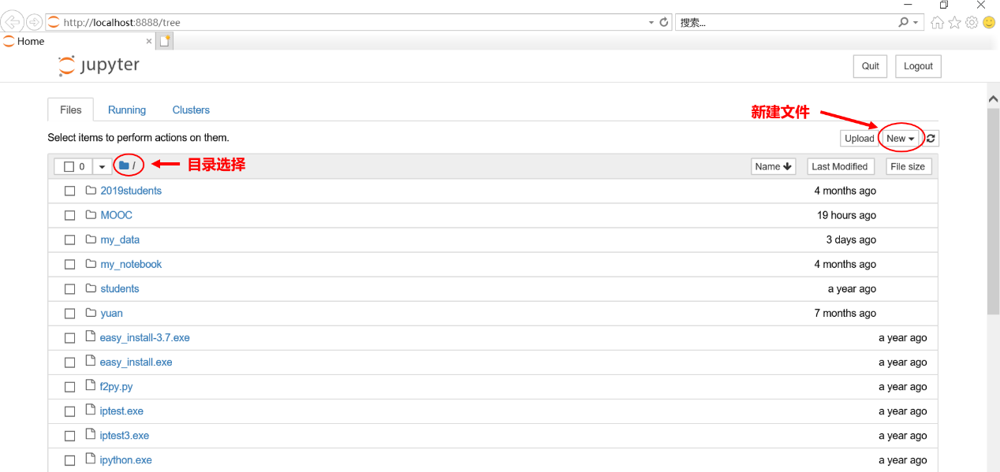 http://localhost:8888/tree
搜索...
Home
jupyter
Quit
Logout
Files
Running
Clusters
新建文件
Select items to perform actions on them.
Upload
New
0
/
目录选择
Name
Last Modified
File size
2019students
4 months ago
MOOC
19 hours ago
my_data
3 days ago
my_notebook
4 months ago
students
a year ago
yuan
7 months ago
easy_install-3.7.exe
a year ago
easy_install.exe
a year ago
f2py.py
a year ago
iptest.exe
a year ago
iptest3.exe
a year ago
ipython.exe
a year ago